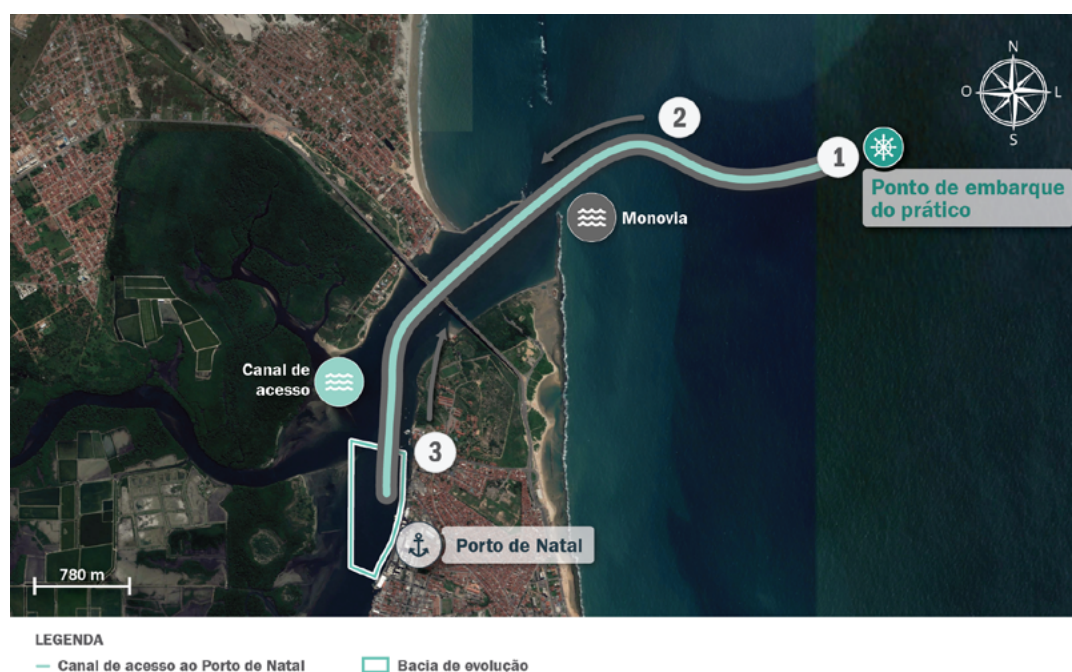 N
O
L
S
2
1
Ponto de embarque
do prático
Monovia
Canal de
acesso
3
Porto de Natal
780 m
LEGENDA
Canal de acesso ao Porto de Natal
Bacia de evolução